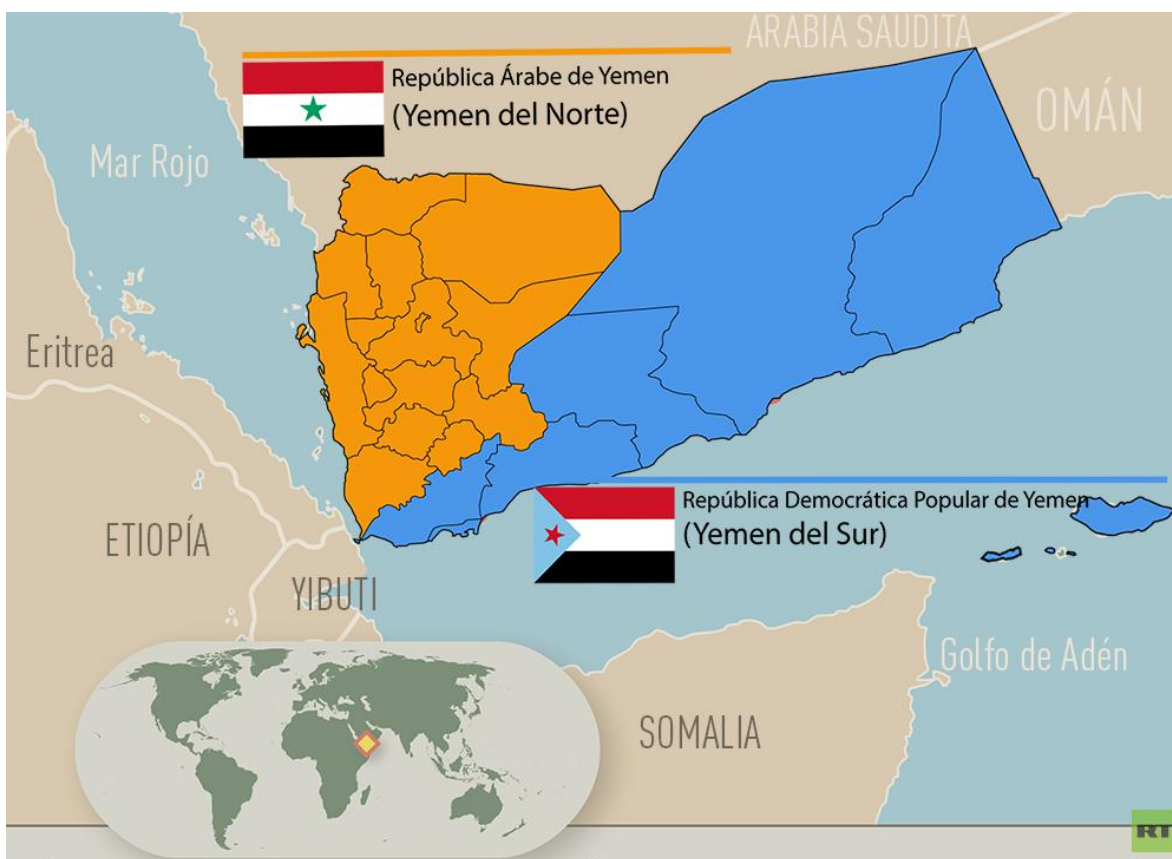 ARABIA SAUDITA
República Árabe de Yemen
(Yemen del Norte)
OMÁN
Mar Rojo
Eritrea
República Democrática Popular de Yemen
(Yemen del Sur)
ETIOPÍA
YIBUTI
Golfo de Adén
SOMALIA
RT